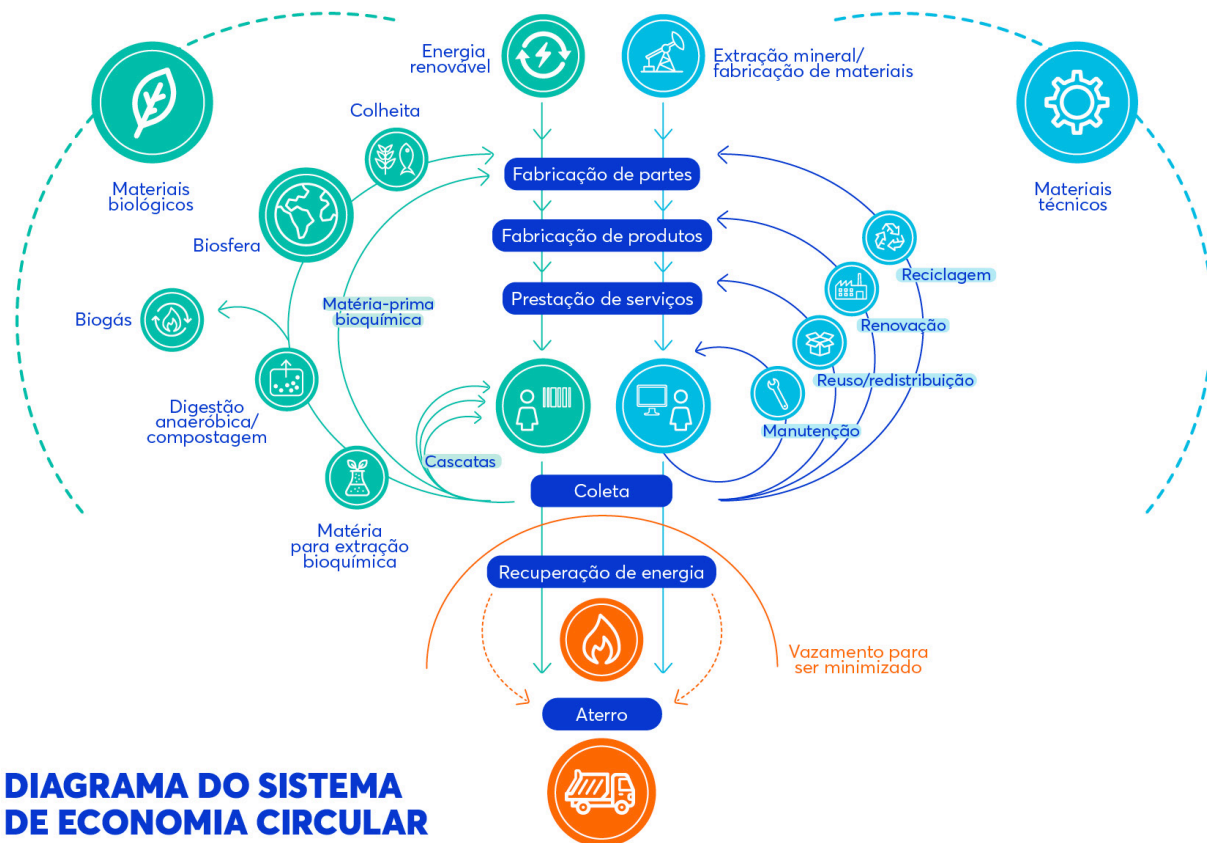 Energia
renovável
Extração mineral/
fabricação de materiais
Colheita
Materiais
biológicos
Materiais
técnicos
Fabricação de partes
Biosfera
Fabricação de produtos
Reciclagem
Matéria-prima
bioquímica
Prestação de serviços
Biogás
Renovação
Reuso/redistribuição
Digestão
anaeróbica/
compostagem
Manutenção
Cascatas
Coleta
Matéria
para extração
bioquímica
Recuperação de energia
Vazamento para
ser minimizado
Aterro
DIAGRAMA DO SISTEMA
DE ECONOMIA CIRCULAR